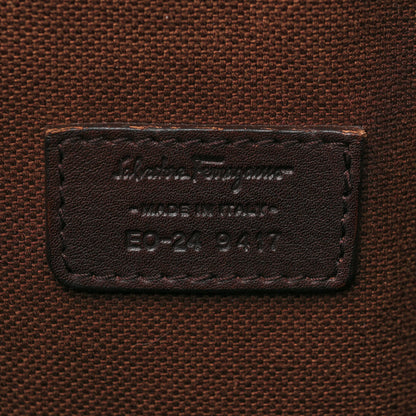 Salvatore Ferragamo
-MADE IN ITALY-
EO-24 9417